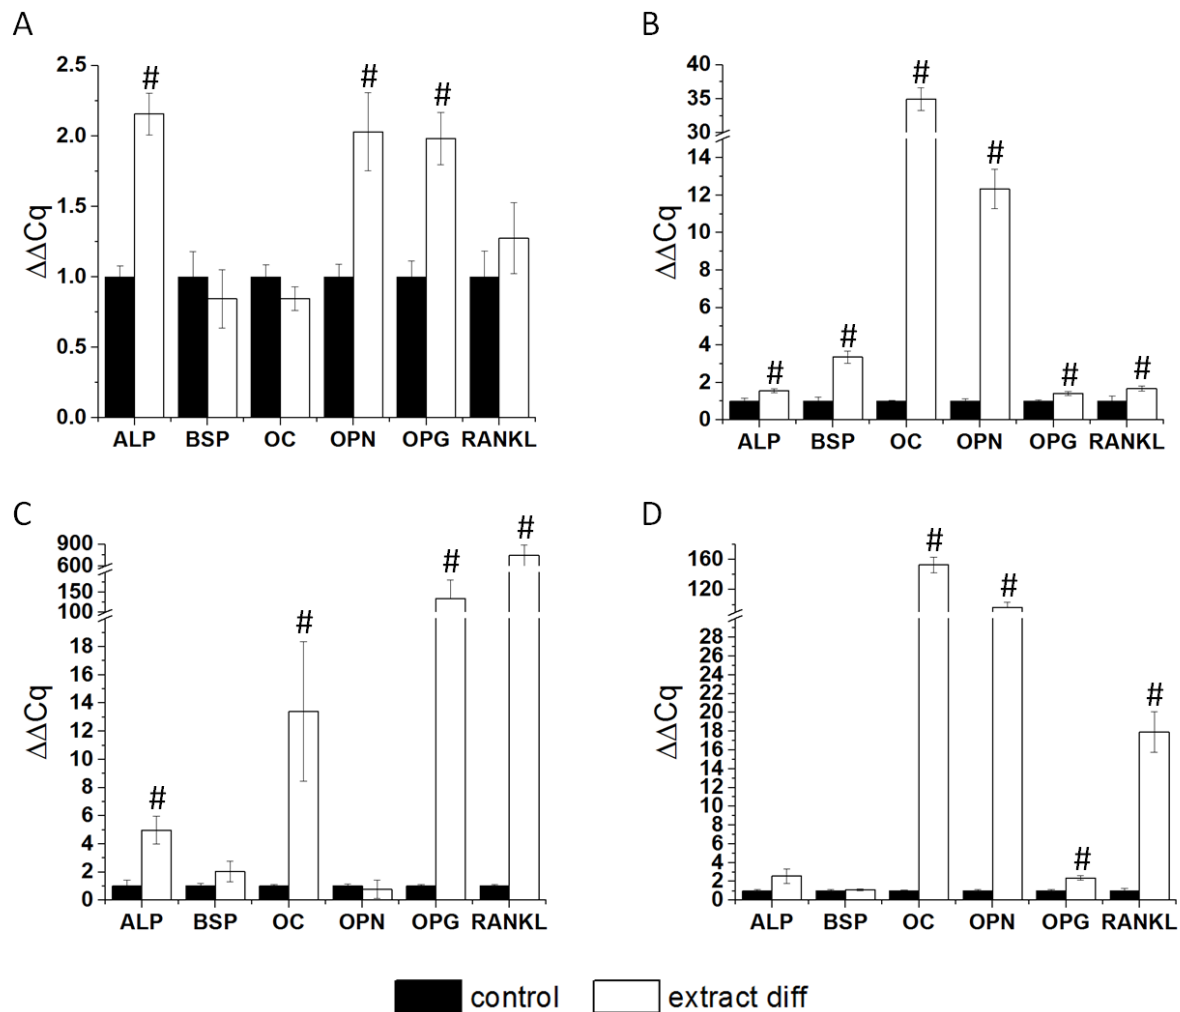 A
ΔΔCq
2.5
2.0
1.5
1.0
0.5
0.0
# # #
ALP BSP OC OPN OPG RANKL
B
ΔΔCq
40
35
30
14
12
10
8
6
4
2
0
# # # # # #
ALP BSP OC OPN OPG RANKL
C
ΔΔCq
900
600
150
100
18
16
14
12
10
8
6
4
2
0
# # # #
ALP BSP OC OPN OPG RANKL
D
ΔΔCq
160
120
28
26
24
22
20
18
16
14
12
10
8
6
4
2
0
# # # #
ALP BSP OC OPN OPG RANKL
control extract diff